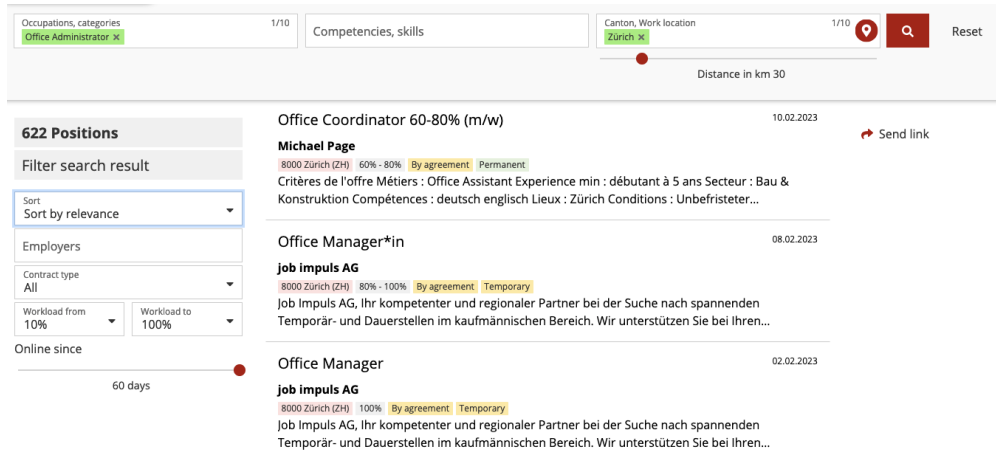 Occupations, categories 1/10
Office Administrator ×
Competencies, skills
Canton, Work location 1/10
Zürich ×
Reset
Distance in km 30
622 Positions
Filter search result
Sort
Sort by relevance
Employers
Contract type
All
Workload from
10%
Workload to
100%
Online since
60 days
Office Coordinator 60-80% (m/w) 10.02.2023
Michael Page
8000 Zürich (ZH) 60% - 80% By agreement Permanent
Critères de l'offre Métiers : Office Assistant Experience min : débutant à 5 ans Secteur : Bau &
Konstruktion Compétences : deutsch englisch Lieux : Zürich Conditions : Unbefristeter...
Office Manager*in 08.02.2023
job impuls AG
8000 Zürich (ZH) 80% - 100% By agreement Temporary
Job Impuls AG, Ihr kompetenter und regionaler Partner bei der Suche nach spannenden
Temporär- und Dauerstellen im kaufmännischen Bereich. Wir unterstützen Sie bei Ihren...
Office Manager 02.02.2023
job impuls AG
8000 Zürich (ZH) 100% By agreement Temporary
Job Impuls AG, Ihr kompetenter und regionaler Partner bei der Suche nach spannenden
Temporär- und Dauerstellen im kaufmännischen Bereich. Wir unterstützen Sie bei Ihren...
Send link